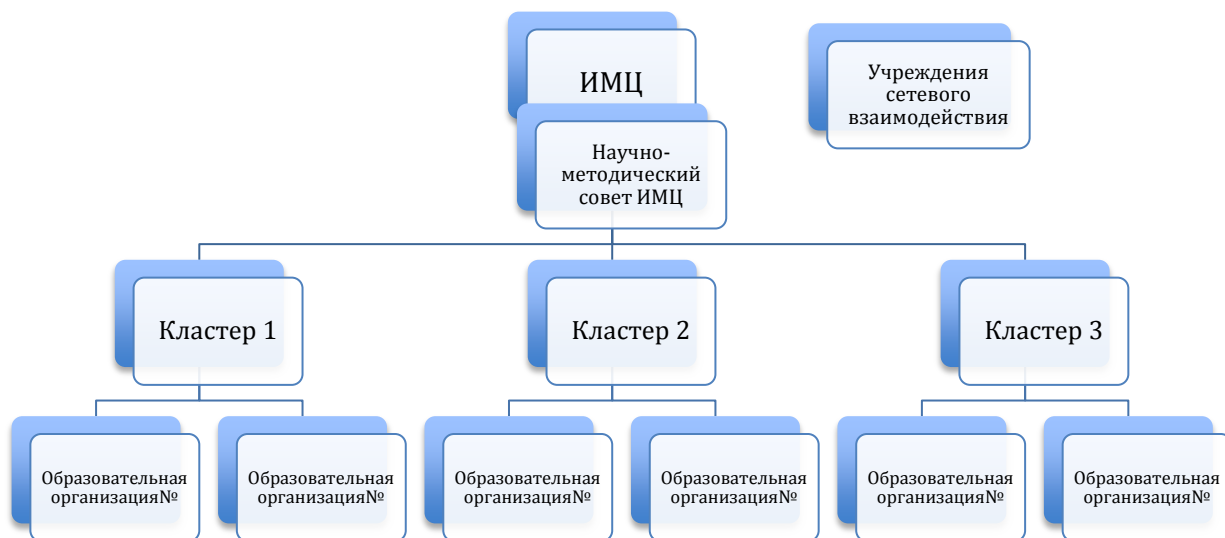 ИМЦ
Учреждения
сетевого
взаимодействия
Научно-
методический
совет ИМЦ
Кластер 1
Кластер 2
Кластер 3
Образовательная
организация№
Образовательная
организация№
Образовательная
организация№
Образовательная
организация№
Образовательная
организация№
Образовательная
организация№